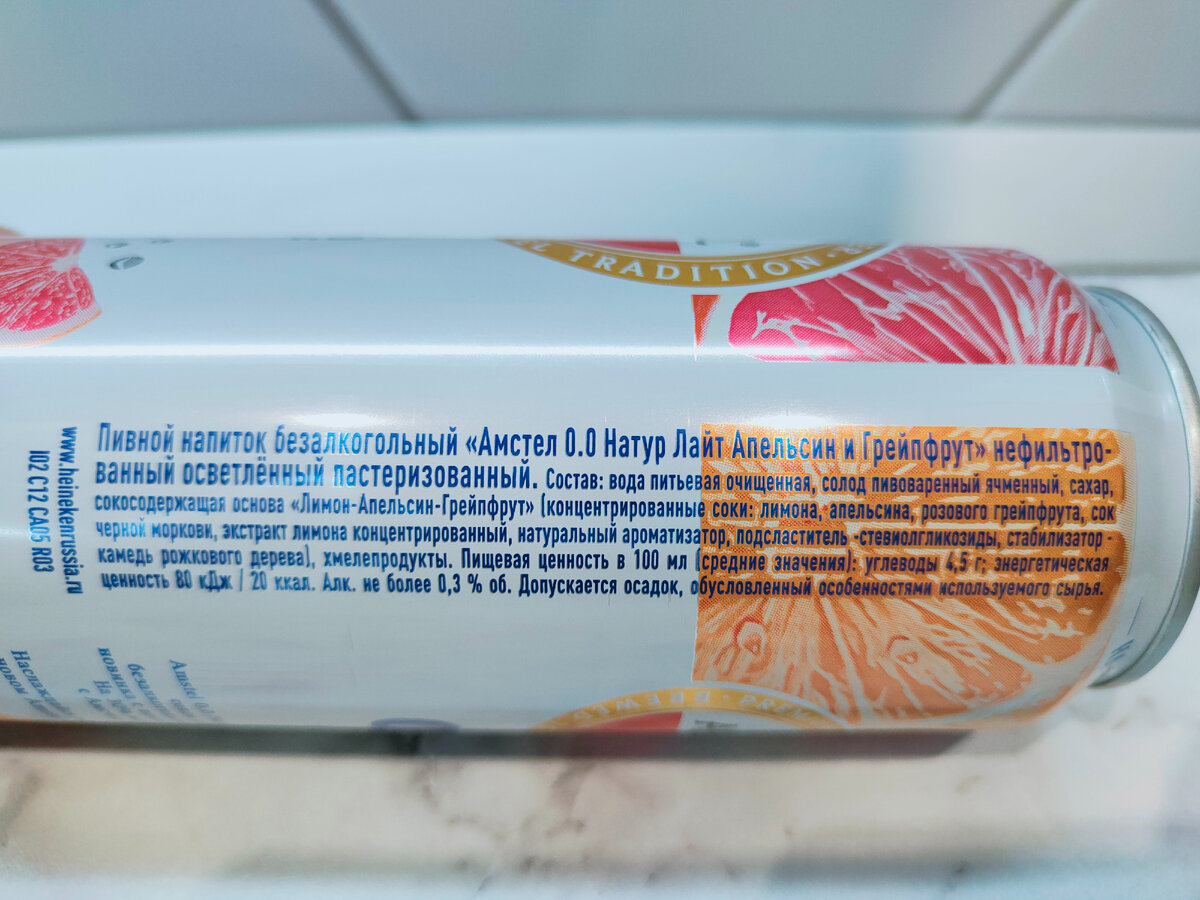 TRADITION
Пивной напиток безалкогольный «Амстел 0.0 Натур Лайт Апельсин и Грейпфрут» нефильтро-
ванный осветлённый пастеризованный. Состав: вода питьевая очищенная, солод пивоваренный ячменный, сахар,
сокосодержащая основа «Лимон-Апельсин-Грейпфрут» (концентрированные соки: лимона, апельсина, розового грейпфрута, сок
черной моркови, экстракт лимона концентрированный, натуральный ароматизатор, подсластитель -стевиолгликозиды, стабилизатор -
камедь рожкового дерева), хмелепродукты. Пищевая ценность в 100 мл (средние значения): углеводы 4,5 г; энергетическая
ценность 80 кДж / 20 ккал. Алк. не более 0,3 % об. Допускается осадок, обусловленный особенностями используемого сырья.
www.heinekenrussia.ru
I02 C12 CAN5 R03
Amstel